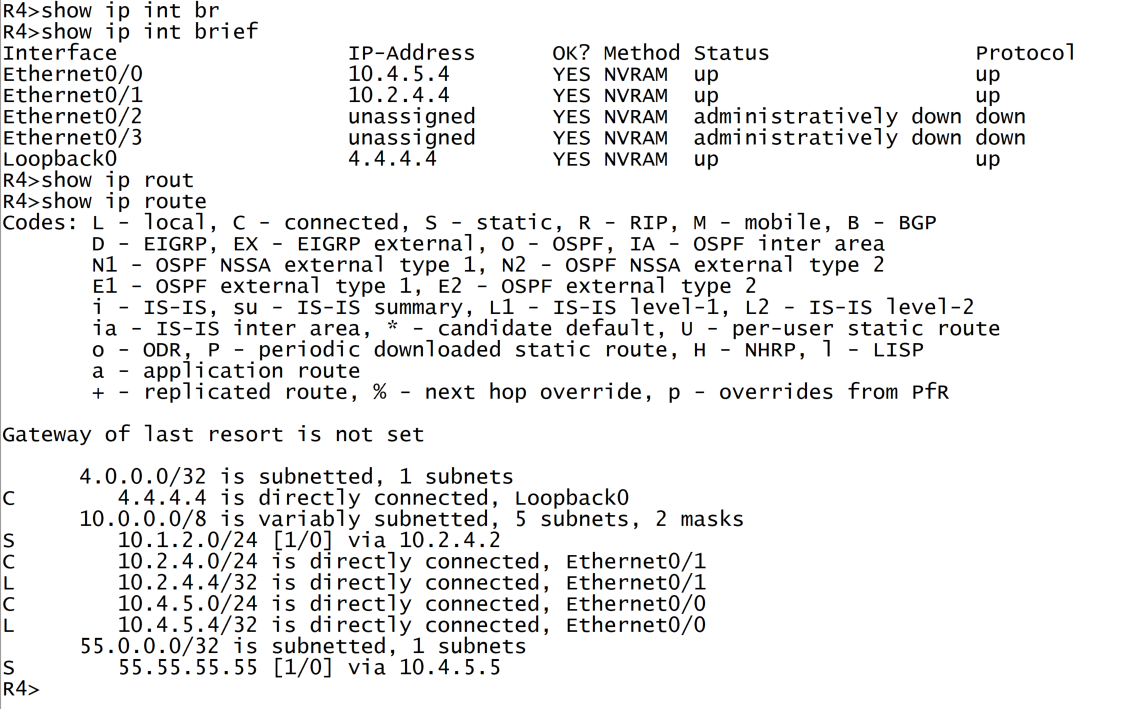 R4>show ip int br
R4>show ip int brief
Interface                  IP-Address      OK? Method Status                Protocol
Ethernet0/0                10.4.5.4        YES NVRAM  up                    up
Ethernet0/1                10.2.4.4        YES NVRAM  up                    up
Ethernet0/2                unassigned      YES NVRAM  administratively down down
Ethernet0/3                unassigned      YES NVRAM  administratively down down
Loopback0                  4.4.4.4         YES NVRAM  up                    up
R4>show ip rout
R4>show ip route
Codes: L - local, C - connected, S - static, R - RIP, M - mobile, B - BGP
       D - EIGRP, EX - EIGRP external, O - OSPF, IA - OSPF inter area
       N1 - OSPF NSSA external type 1, N2 - OSPF NSSA external type 2
       E1 - OSPF external type 1, E2 - OSPF external type 2
       i - IS-IS, su - IS-IS summary, L1 - IS-IS level-1, L2 - IS-IS level-2
       ia - IS-IS inter area, * - candidate default, U - per-user static route
       o - ODR, P - periodic downloaded static route, H - NHRP, l - LISP
       a - application route
       + - replicated route, % - next hop override, p - overrides from PfR
Gateway of last resort is not set
      4.0.0.0/32 is subnetted, 1 subnets
C        4.4.4.4 is directly connected, Loopback0
      10.0.0.0/8 is variably subnetted, 5 subnets, 2 masks
S        10.1.2.0/24 [1/0] via 10.2.4.2
C        10.2.4.0/24 is directly connected, Ethernet0/1
L        10.2.4.4/32 is directly connected, Ethernet0/1
C        10.4.5.0/24 is directly connected, Ethernet0/0
L        10.4.5.4/32 is directly connected, Ethernet0/0
      55.0.0.0/32 is subnetted, 1 subnets
S        55.55.55.55 [1/0] via 10.4.5.5
R4>